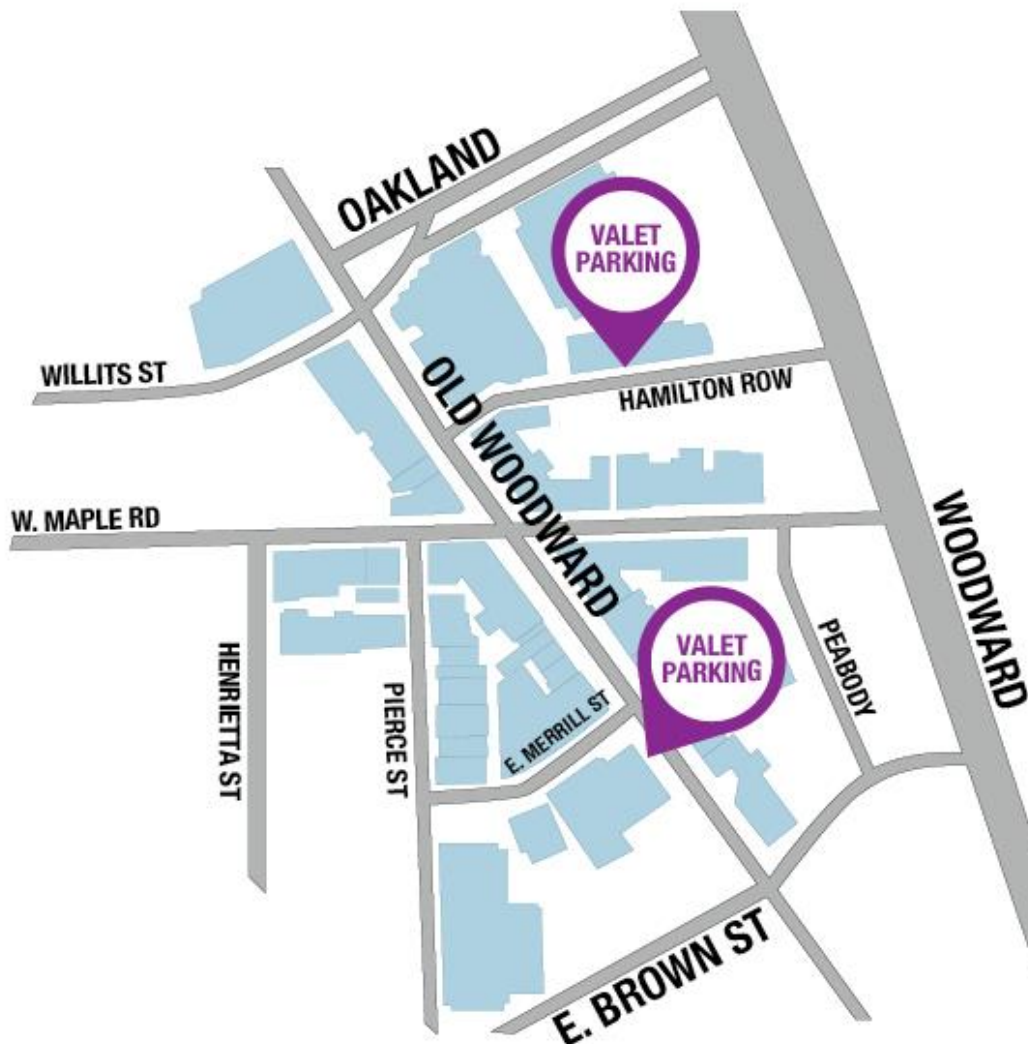 OAKLAND
VALET
PARKING
WILLITS ST
OLD WOODWARD
HAMILTON ROW
W. MAPLE RD
WOODWARD
HENRIETTA ST
PIERCE ST
E. MERRILL ST
VALET
PARKING
PEABODY
E. BROWN ST